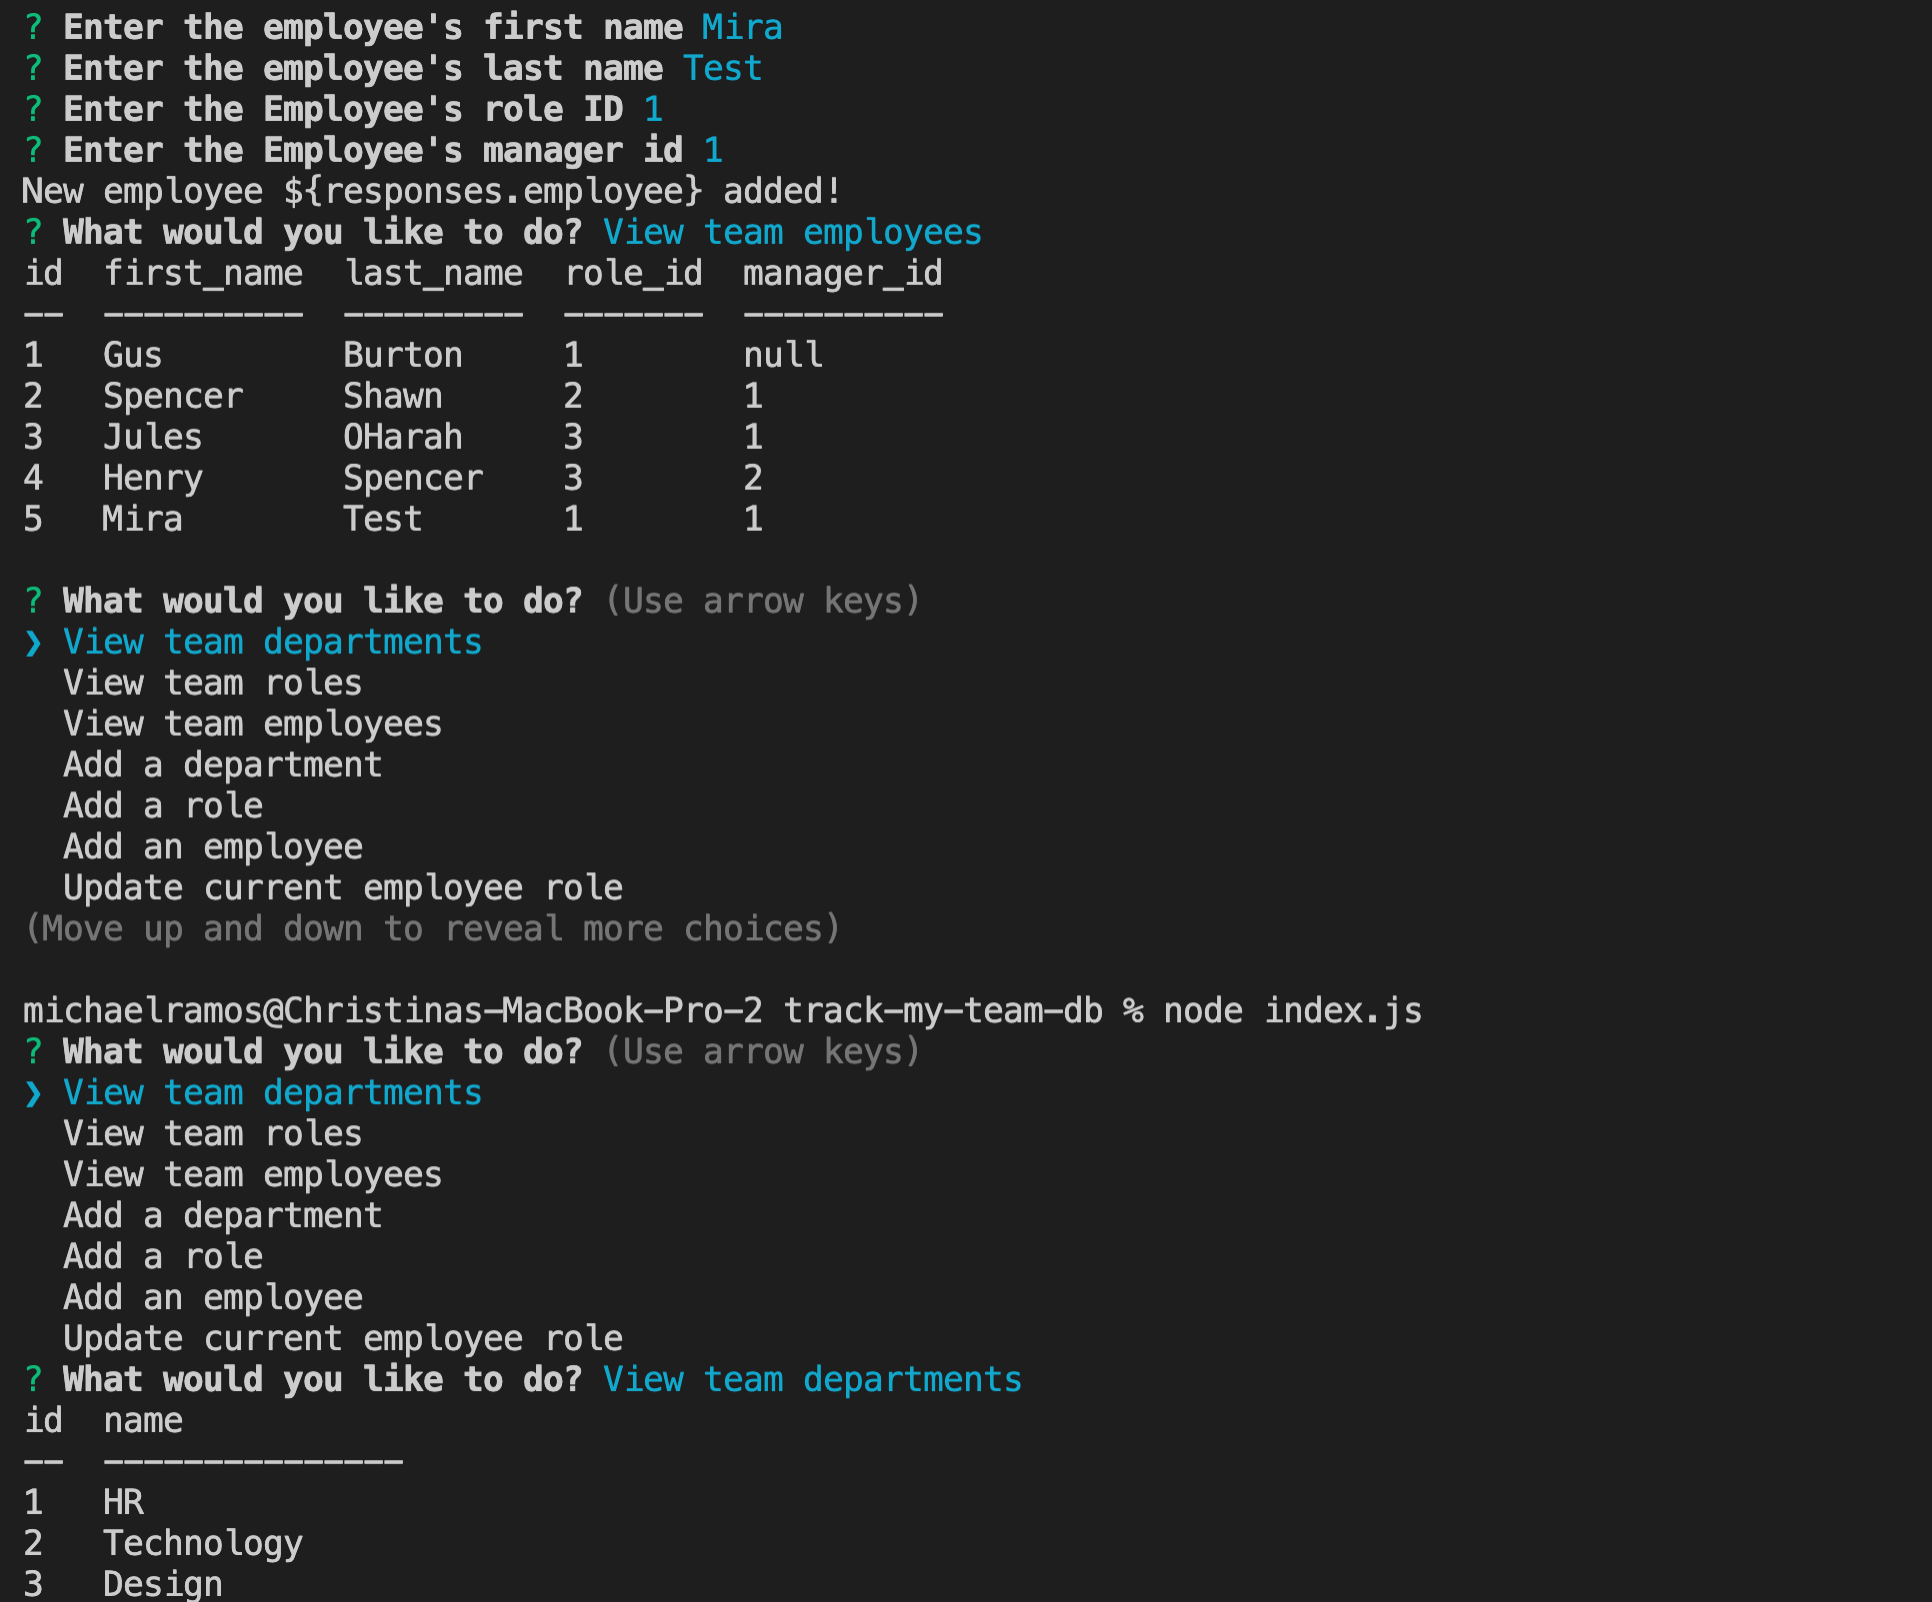 ? Enter the employee's first name Mira
? Enter the employee's last name Test
? Enter the Employee's role ID 1
? Enter the Employee's manager id 1
New employee ${responses.employee} added!
? What would you like to do? View team employees
id  first_name  last_name  role_id  manager_id
--  ----------  ---------  -------  ----------
1   Gus         Burton     1        null
2   Spencer     Shawn      2        1
3   Jules       OHarah     3        1
4   Henry       Spencer    3        2
5   Mira        Test       1        1
? What would you like to do? (Use arrow keys)
❯ View team departments
  View team roles
  View team employees
  Add a department
  Add a role
  Add an employee
  Update current employee role
(Move up and down to reveal more choices)
michaelramos@Christinas-MacBook-Pro-2 track-my-team-db % node index.js
? What would you like to do? (Use arrow keys)
❯ View team departments
  View team roles
  View team employees
  Add a department
  Add a role
  Add an employee
  Update current employee role
? What would you like to do? View team departments
id  name
--  ---------------
1   HR
2   Technology
3   Design